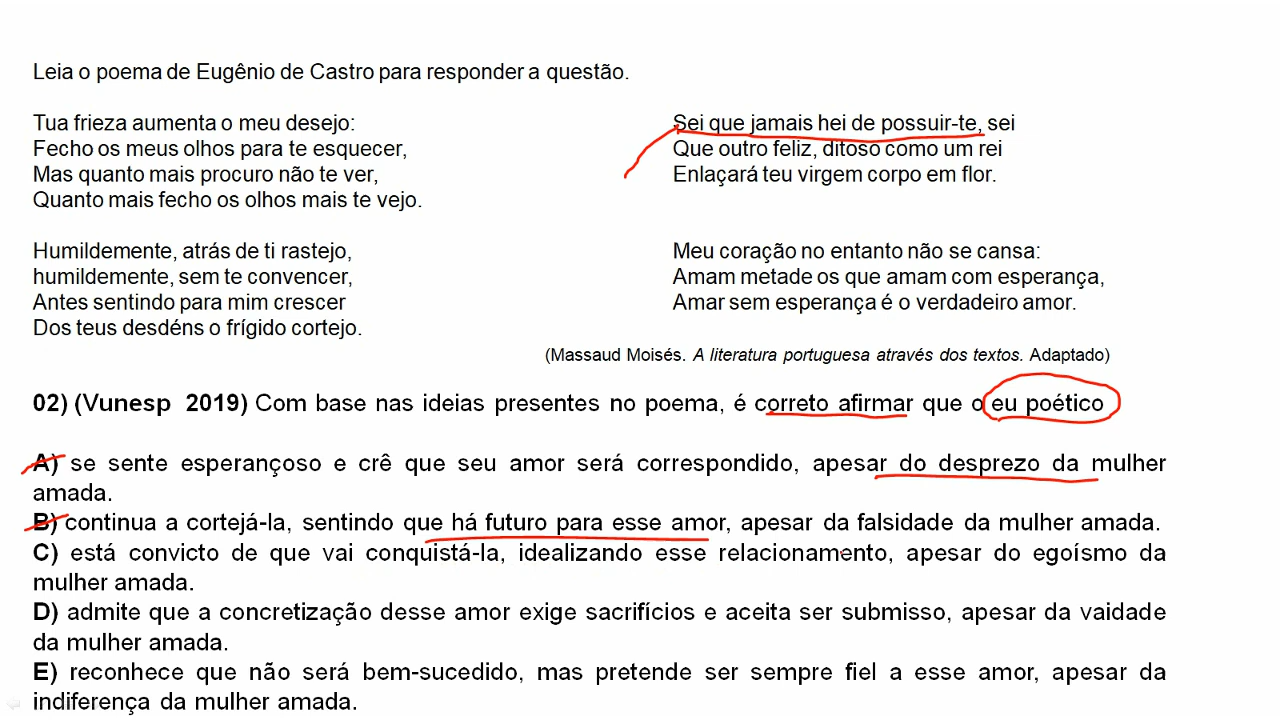 Leia o poema de Eugênio de Castro para responder a questão.
Tua frieza aumenta o meu desejo:
Fecho os meus olhos para te esquecer,
Mas quanto mais procuro não te ver,
Quanto mais fecho os olhos mais te vejo.
Humildemente, atrás de ti rastejo,
humildemente, sem te convencer,
Antes sentindo para mim crescer
Dos teus desdéns o frígido cortejo.
Sei que jamais hei de possuir-te, sei
Que outro feliz, ditoso como um rei
Enlaçará teu virgem corpo em flor.
Meu coração no entanto não se cansa:
Amam metade os que amam com esperança,
Amar sem esperança é o verdadeiro amor.
(Massaud Moisés. A literatura portuguesa através dos textos. Adaptado)
02) (Vunesp 2019) Com base nas ideias presentes no poema, é correto afirmar que o eu poético
A) se sente esperançoso e crê que seu amor será correspondido, apesar do desprezo da mulher
amada.
B) continua a cortejá-la, sentindo que há futuro para esse amor, apesar da falsidade da mulher amada.
C) está convicto de que vai conquistá-la, idealizando esse relacionamento, apesar do egoísmo da
mulher amada.
D) admite que a concretização desse amor exige sacrifícios e aceita ser submisso, apesar da vaidade
da mulher amada.
E) reconhece que não será bem-sucedido, mas pretende ser sempre fiel a esse amor, apesar da
indiferença da mulher amada.